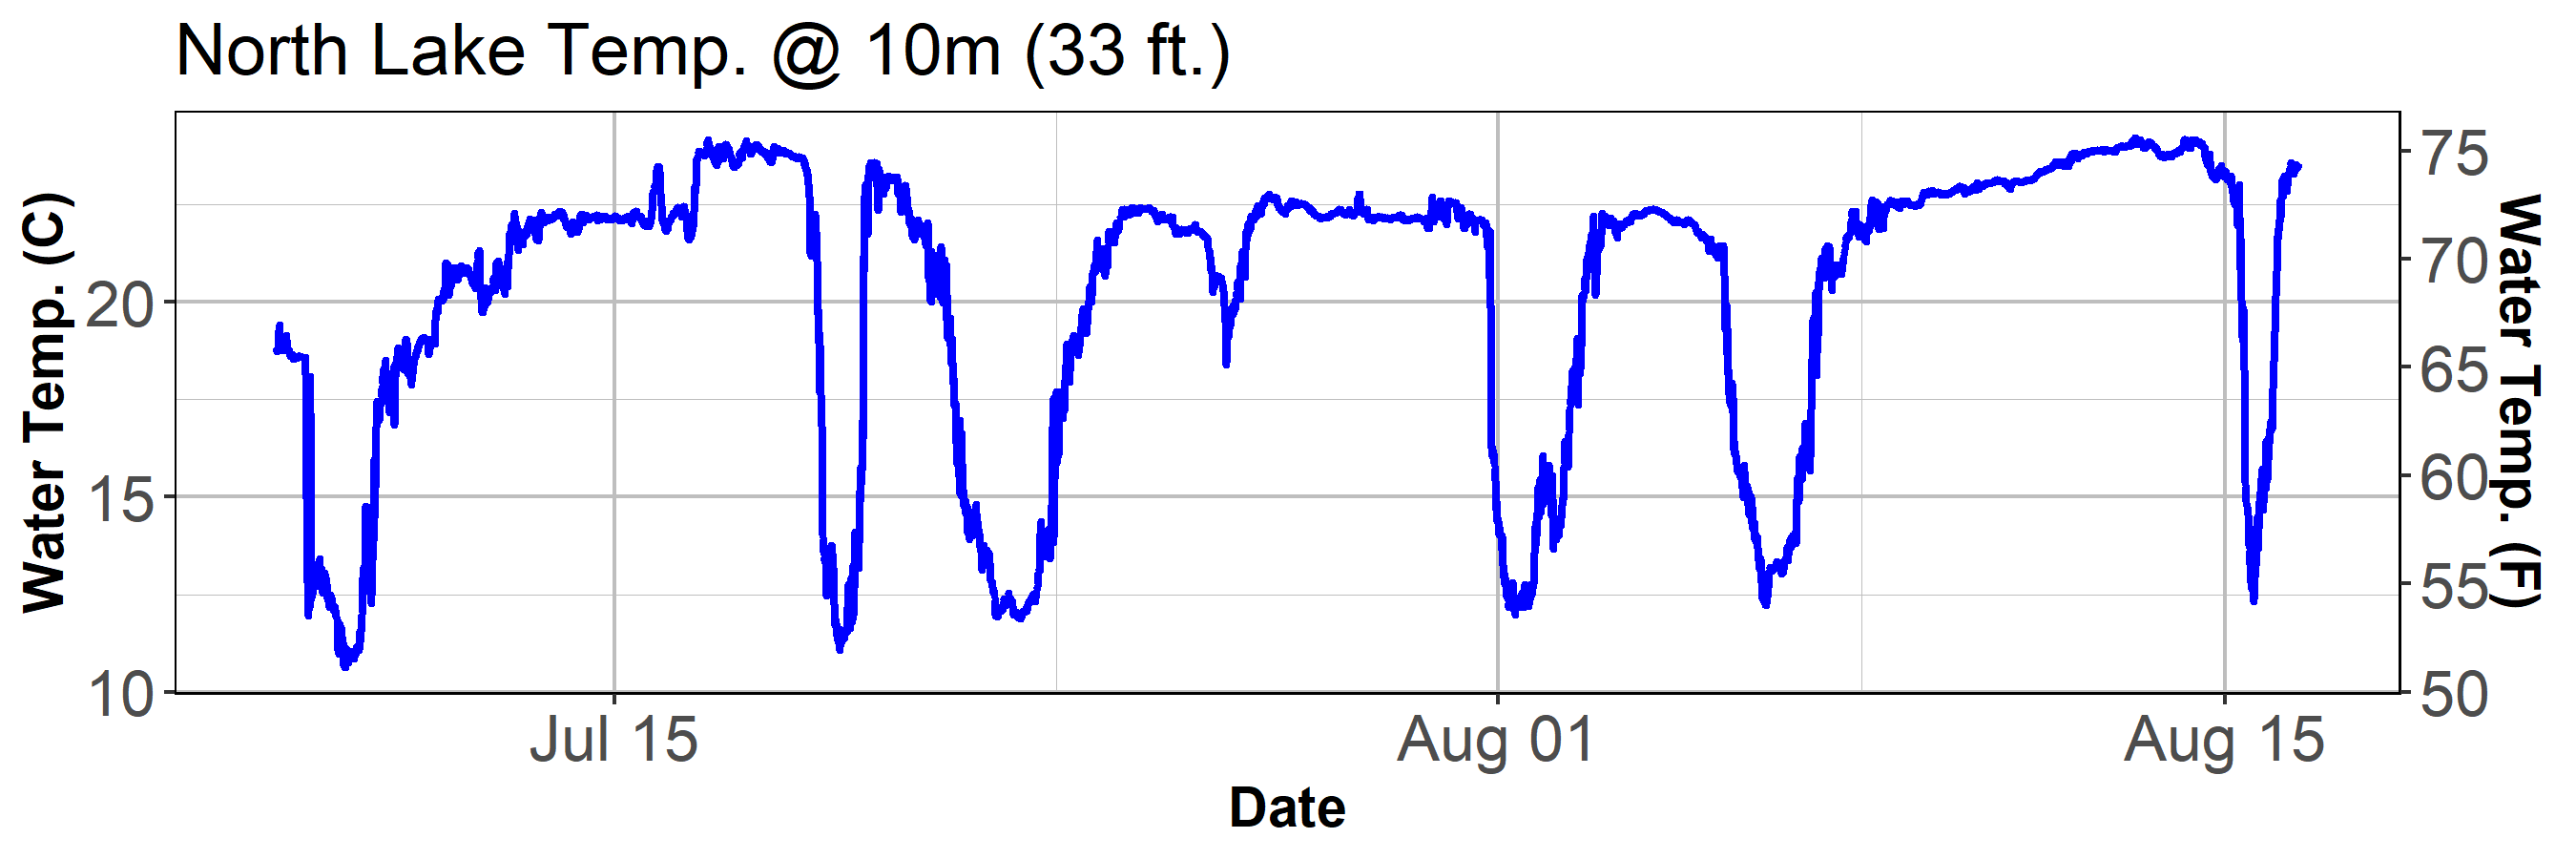 North Lake Temp. @ 10m (33 ft.)
Water Temp. (C)
20
15
10
75
70
65
60
55
50
Water Temp. (F)
Jul 15
Aug 01
Aug 15
Date